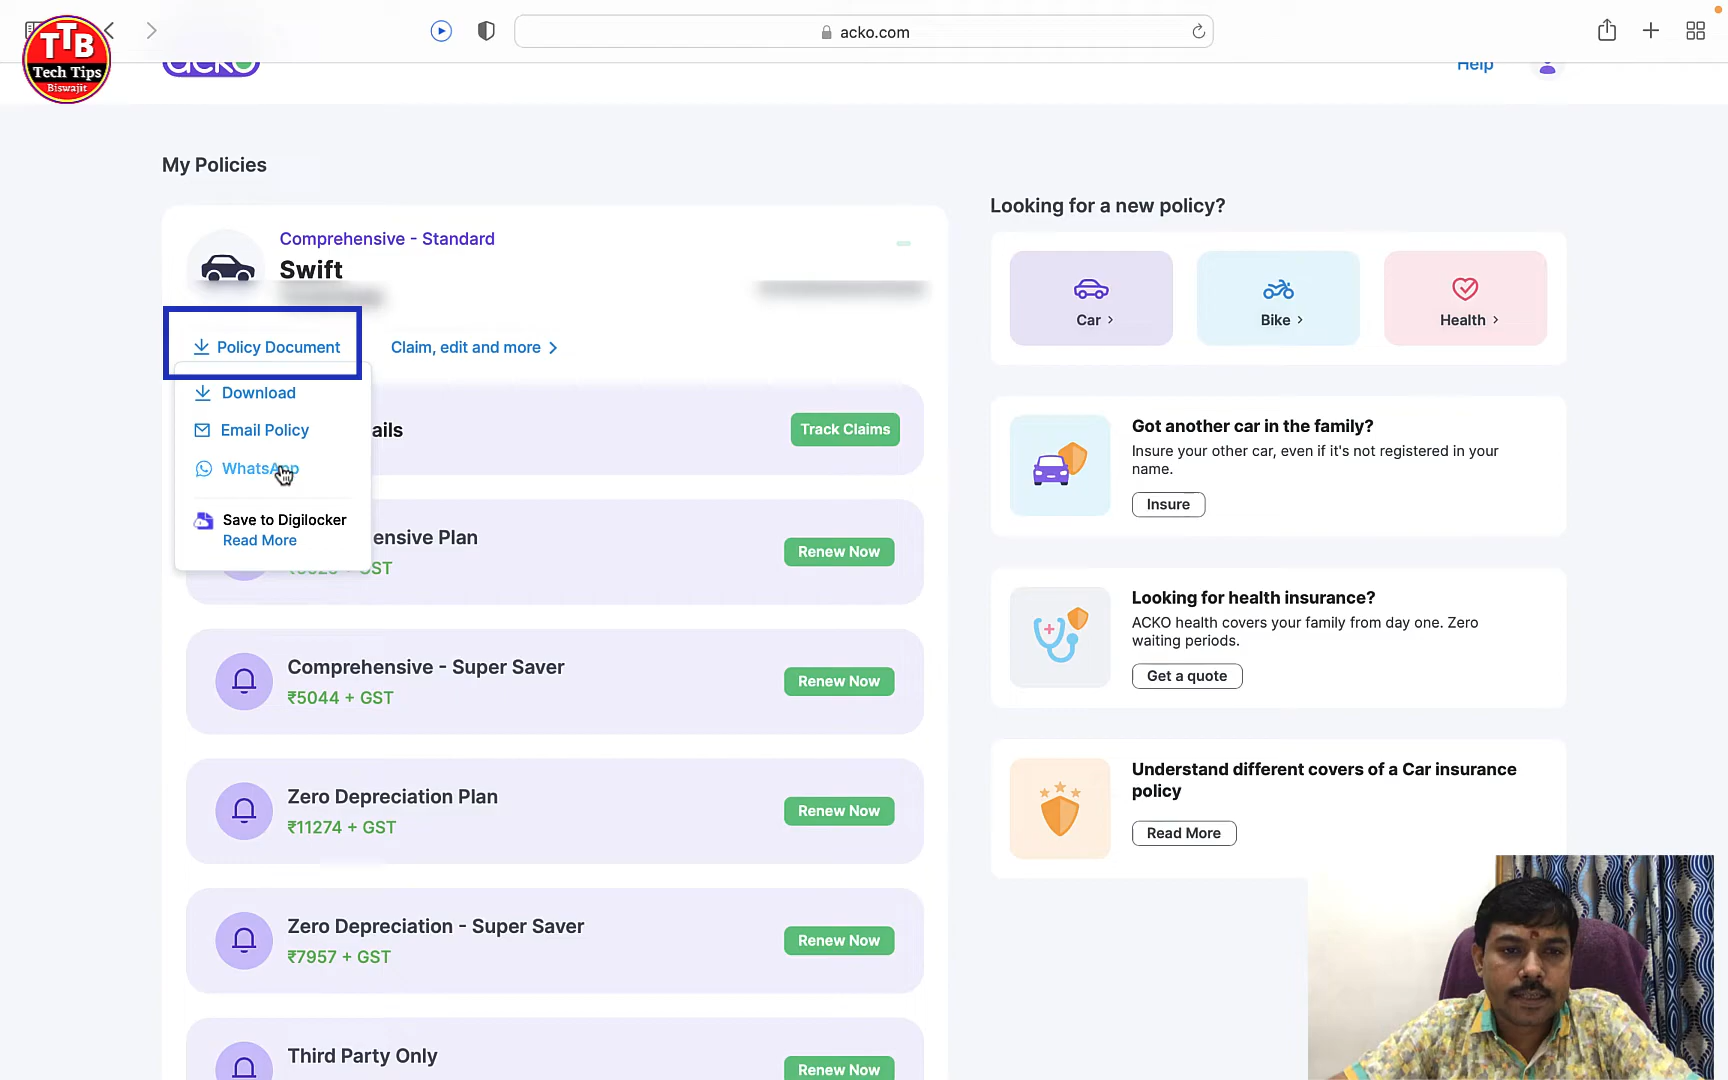 TTB
Tech Tips
Biswajit
acko.com
acko
Help
My Policies
Comprehensive - Standard
Swift
Policy Document
Claim, edit and more
Download
Email Policy
WhatsApp
Save to Digilocker
Read More
ails
Track Claims
ensive Plan
GST
Renew Now
Comprehensive - Super Saver
₹5044 + GST
Renew Now
Zero Depreciation Plan
₹11274 + GST
Renew Now
Zero Depreciation - Super Saver
₹7957 + GST
Renew Now
Third Party Only
Renew Now
Looking for a new policy?
Car
Bike
Health
Got another car in the family?
Insure your other car, even if it's not registered in your
name.
Insure
Looking for health insurance?
ACKO health covers your family from day one. Zero
waiting periods.
Get a quote
Understand different covers of a Car insurance
policy
Read More